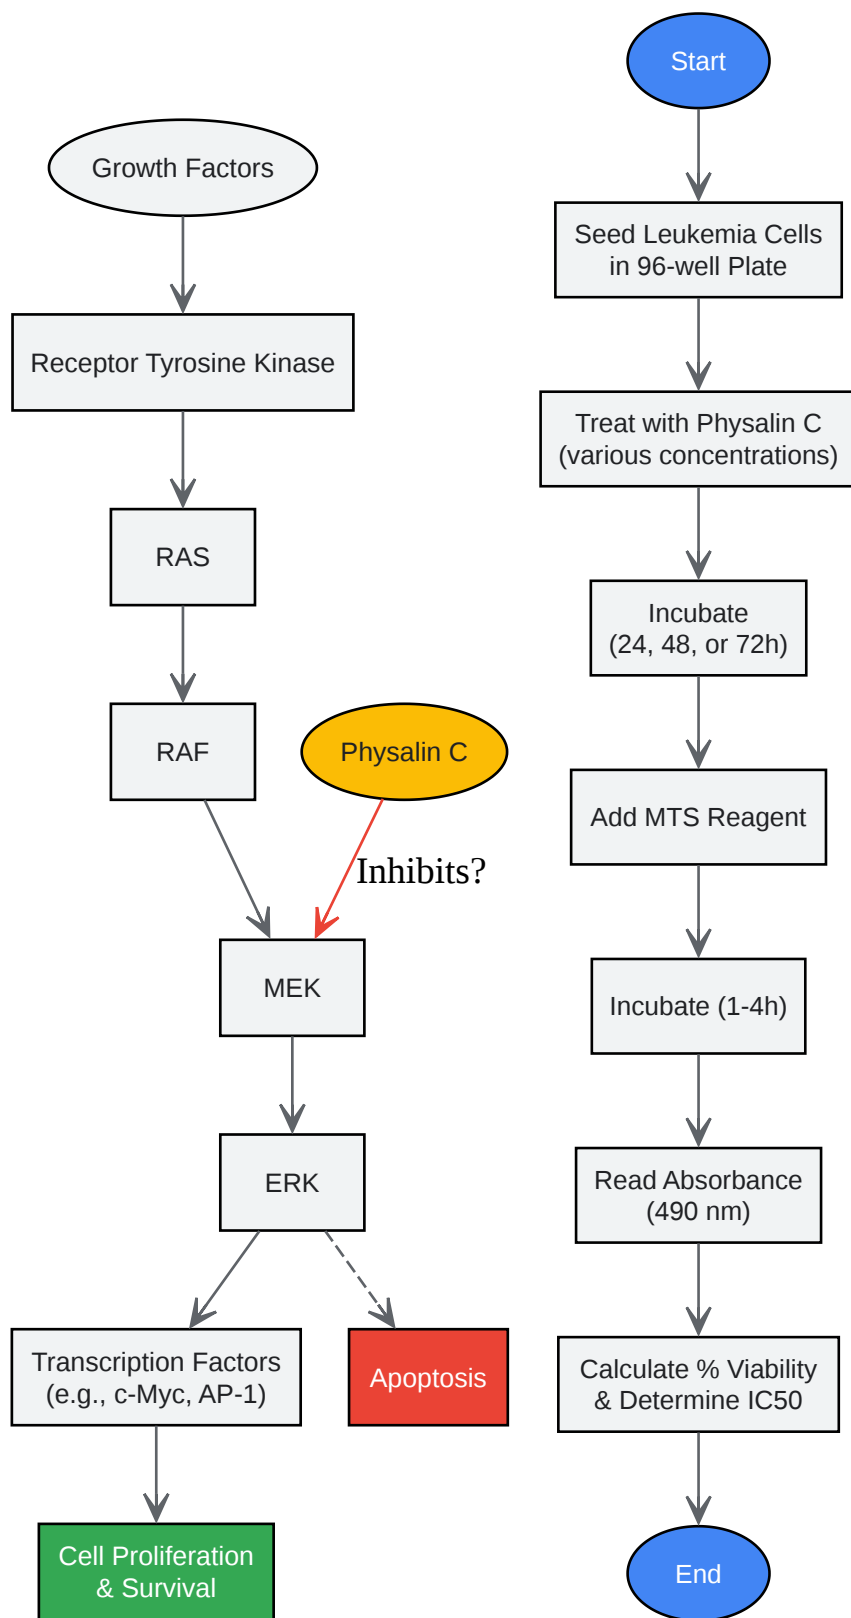 Growth Factors
Receptor Tyrosine Kinase
RAS
RAF
Physalin C
Inhibits?
MEK
ERK
Transcription Factors
(e.g., c-Myc, AP-1)
Apoptosis
Cell Proliferation
& Survival
Start
Seed Leukemia Cells
in 96-well Plate
Treat with Physalin C
(various concentrations)
Incubate
(24, 48, or 72h)
Add MTS Reagent
Incubate (1-4h)
Read Absorbance
(490 nm)
Calculate % Viability
& Determine IC50
End